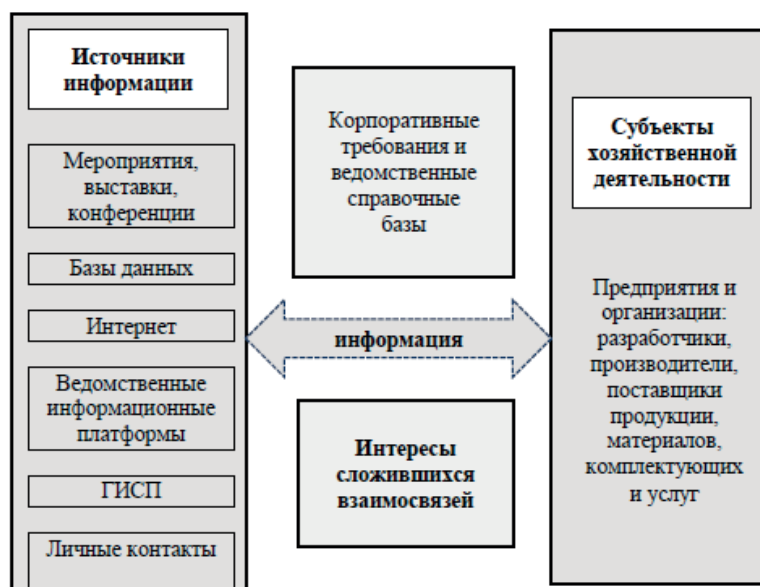 Источники
информации
Мероприятия,
выставки,
конференции
Базы данных
Интернет
Ведомственные
информационные
платформы
ГИСП
Личные контакты
Корпоративные
требования и
ведомственные
справочные
базы
информация
Интересы
сложившихся
взаимосвязей
Субъекты
хозяйственной
деятельности
Предприятия и
организации:
разработчики,
производители,
поставщики
продукции,
материалов,
комплектующих
и услуг